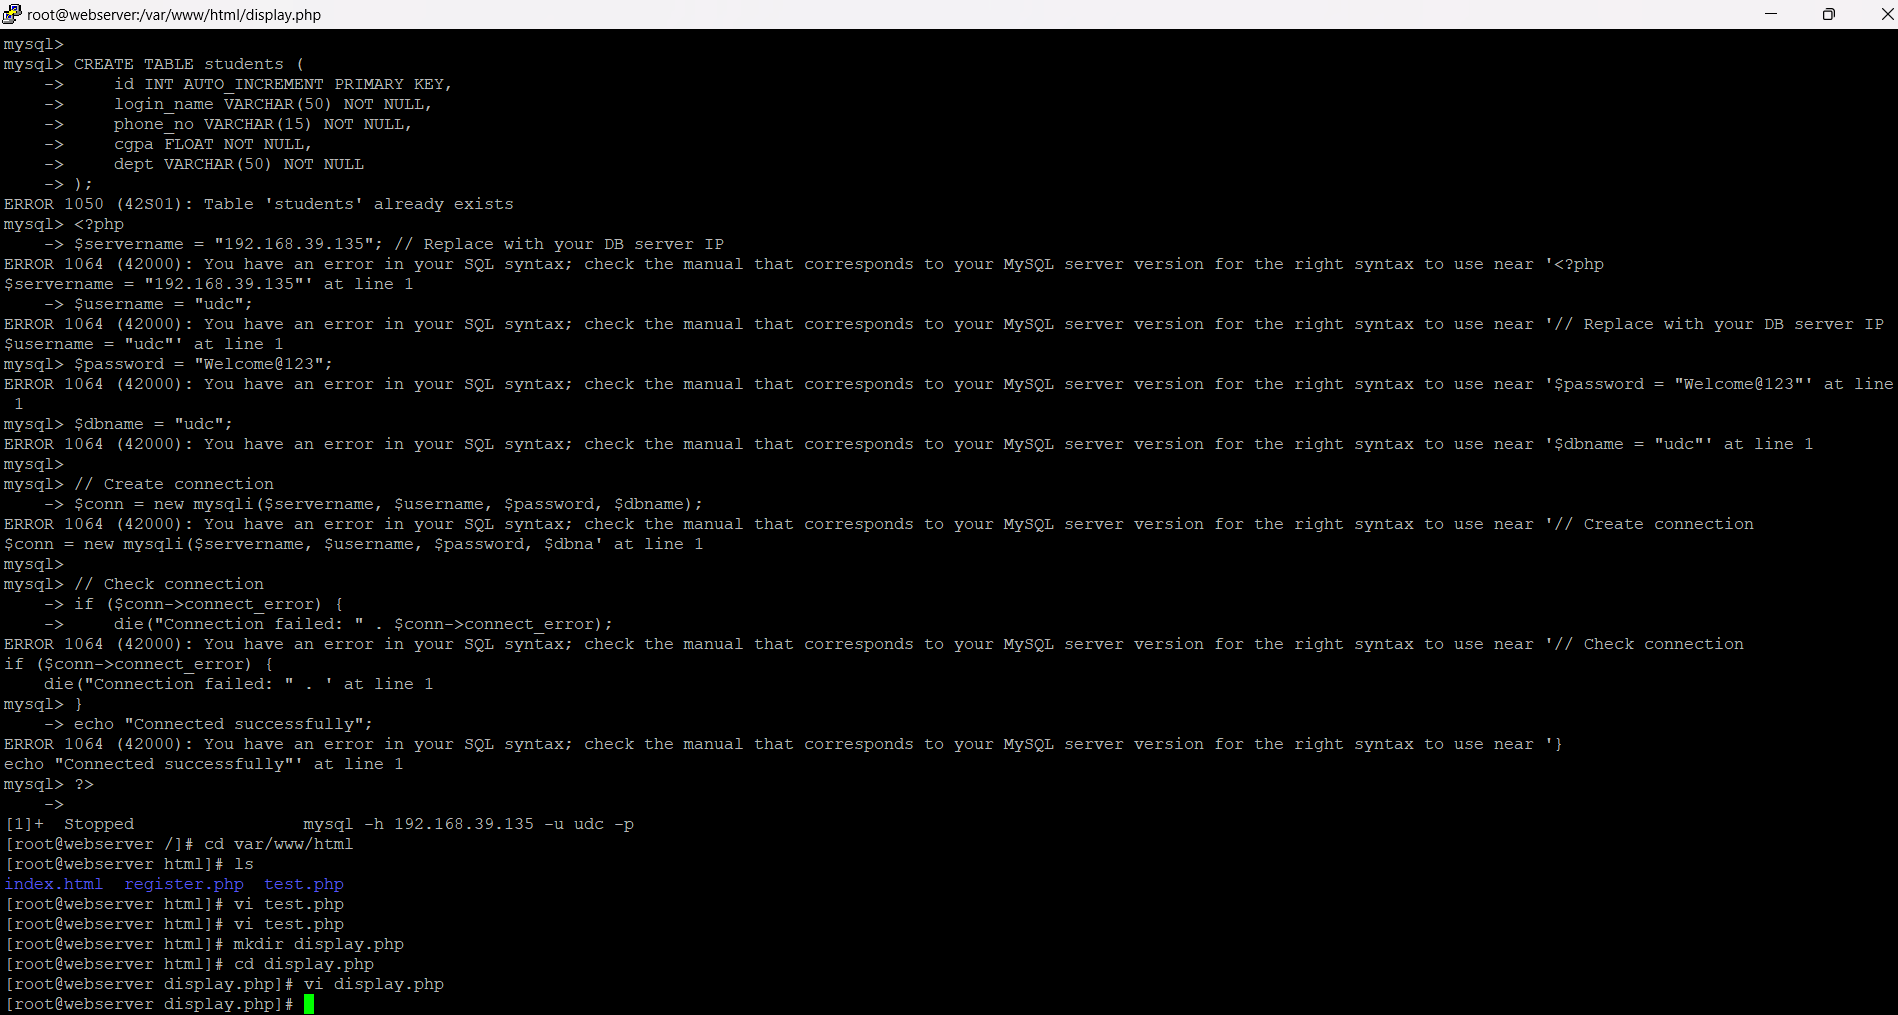 root@webserver:/var/www/html/display.php
mysql>
mysql> CREATE TABLE students (
    ->     id INT AUTO_INCREMENT PRIMARY KEY,
    ->     login_name VARCHAR(50) NOT NULL,
    ->     phone_no VARCHAR(15) NOT NULL,
    ->     cgpa FLOAT NOT NULL,
    ->     dept VARCHAR(50) NOT NULL
    -> );
ERROR 1050 (42S01): Table 'students' already exists
mysql> <?php
    -> $servername = "192.168.39.135"; // Replace with your DB server IP
ERROR 1064 (42000): You have an error in your SQL syntax; check the manual that corresponds to your MySQL server version for the right syntax to use near '<?php
$servername = "192.168.39.135"' at line 1
    -> $username = "udc";
ERROR 1064 (42000): You have an error in your SQL syntax; check the manual that corresponds to your MySQL server version for the right syntax to use near '// Replace with your DB server IP
$username = "udc"' at line 1
mysql> $password = "Welcome@123";
ERROR 1064 (42000): You have an error in your SQL syntax; check the manual that corresponds to your MySQL server version for the right syntax to use near '$password = "Welcome@123"' at line
 1
mysql> $dbname = "udc";
ERROR 1064 (42000): You have an error in your SQL syntax; check the manual that corresponds to your MySQL server version for the right syntax to use near '$dbname = "udc"' at line 1
mysql>
mysql> // Create connection
    -> $conn = new mysqli($servername, $username, $password, $dbname);
ERROR 1064 (42000): You have an error in your SQL syntax; check the manual that corresponds to your MySQL server version for the right syntax to use near '// Create connection
$conn = new mysqli($servername, $username, $password, $dbna' at line 1
mysql>
mysql> // Check connection
    -> if ($conn->connect_error) {
    ->     die("Connection failed: " . $conn->connect_error);
ERROR 1064 (42000): You have an error in your SQL syntax; check the manual that corresponds to your MySQL server version for the right syntax to use near '// Check connection
if ($conn->connect_error) {
    die("Connection failed: " . ' at line 1
mysql> }
    -> echo "Connected successfully";
ERROR 1064 (42000): You have an error in your SQL syntax; check the manual that corresponds to your MySQL server version for the right syntax to use near '}
echo "Connected successfully"' at line 1
mysql> ?>
    ->
[1]+  Stopped                 mysql -h 192.168.39.135 -u udc -p
[root@webserver /]# cd var/www/html
[root@webserver html]# ls
index.html  register.php  test.php
[root@webserver html]# vi test.php
[root@webserver html]# vi test.php
[root@webserver html]# mkdir display.php
[root@webserver html]# cd display.php
[root@webserver display.php]# vi display.php
[root@webserver display.php]#